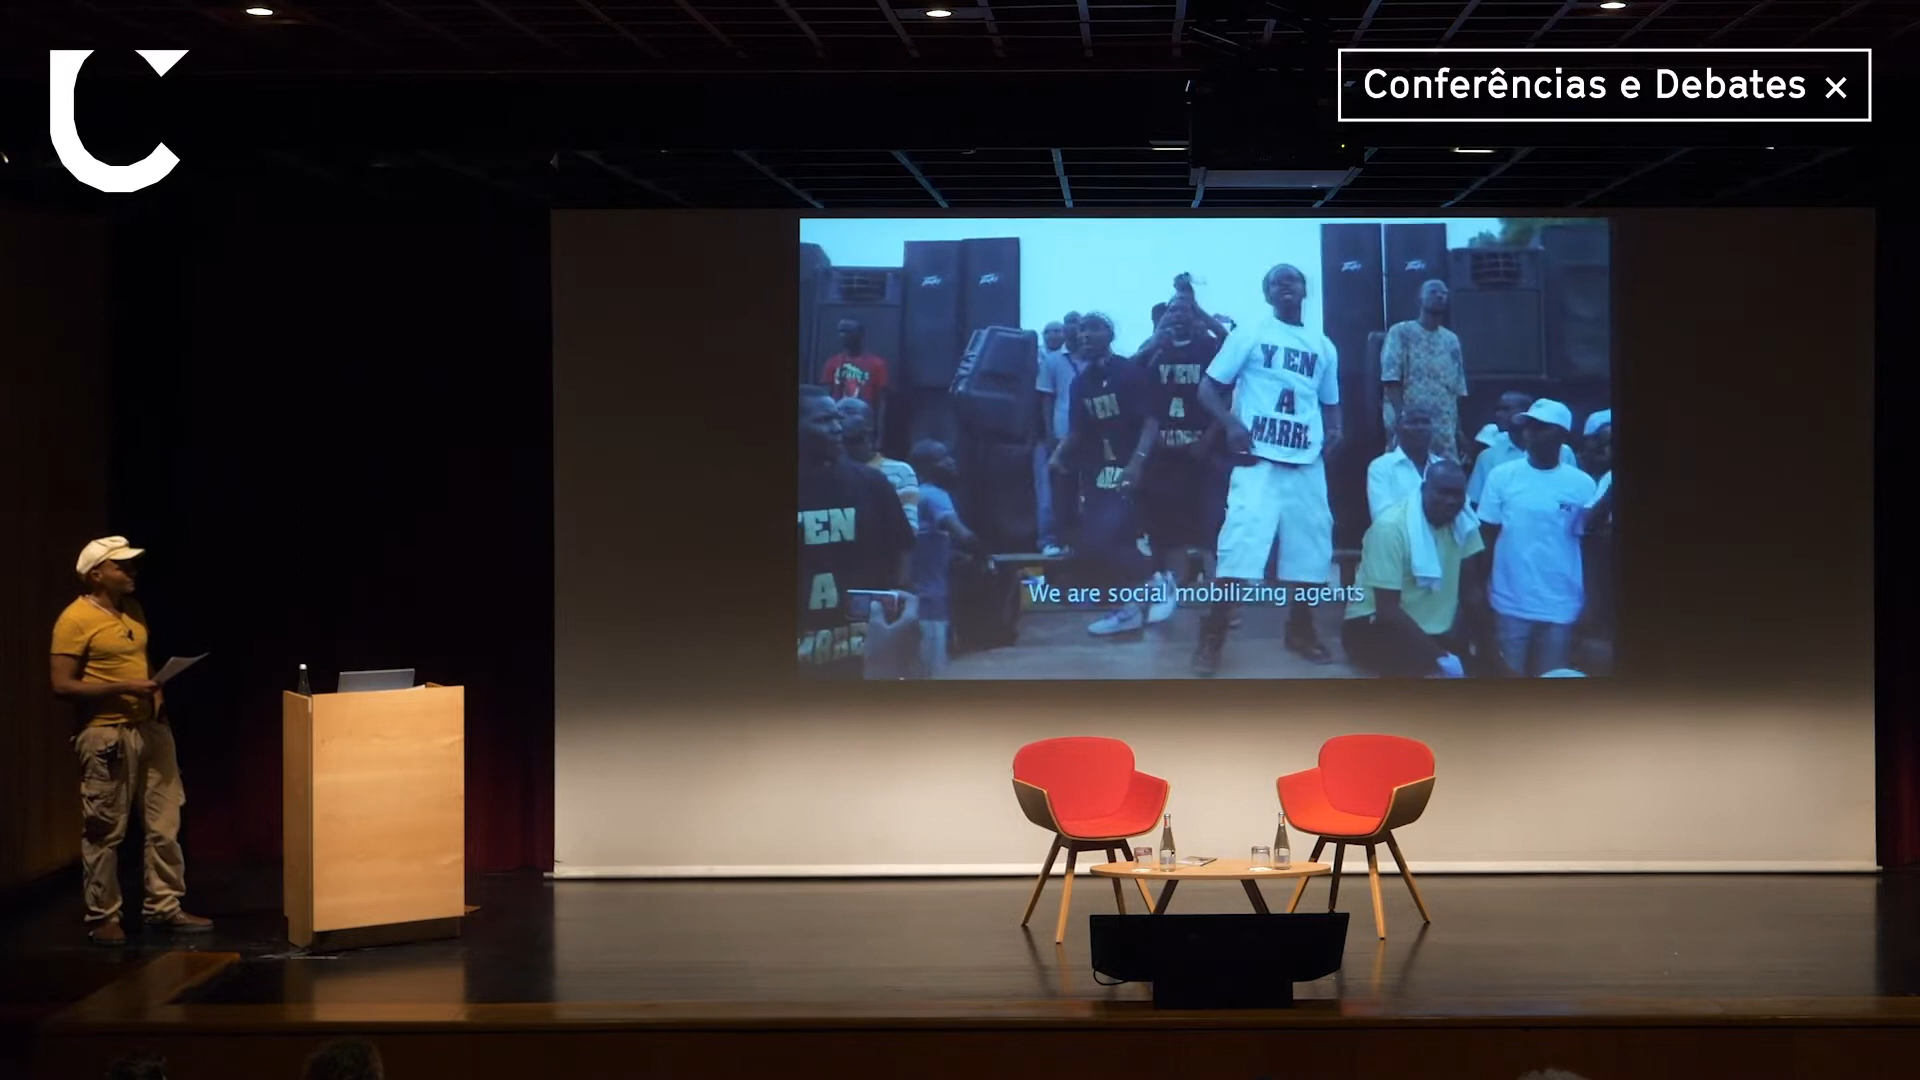 Conferências e Debates ×
Y EN
A
MARRE
Y'EN
A
EN
EN
A
We are social mobilizing agents